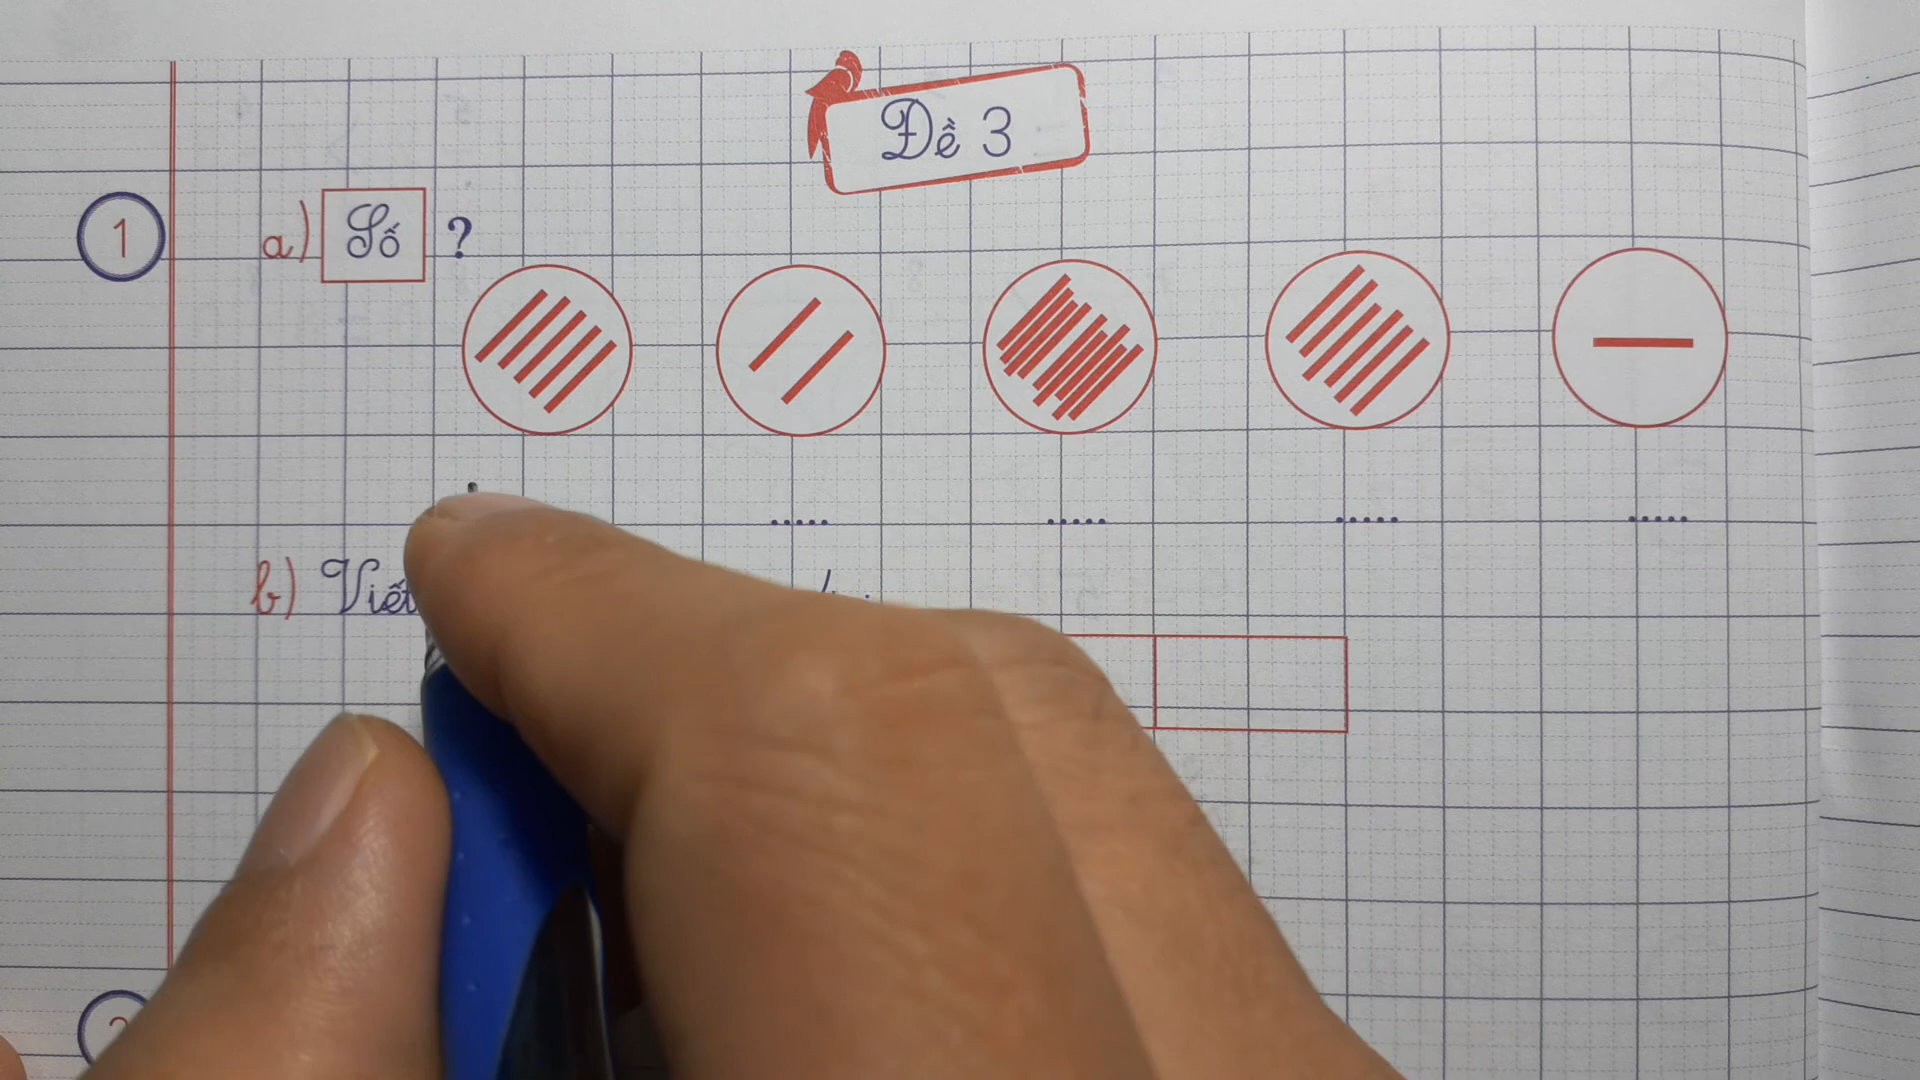 Đề 3
1 a) Số ?
..... ..... ..... .....
b) Viết